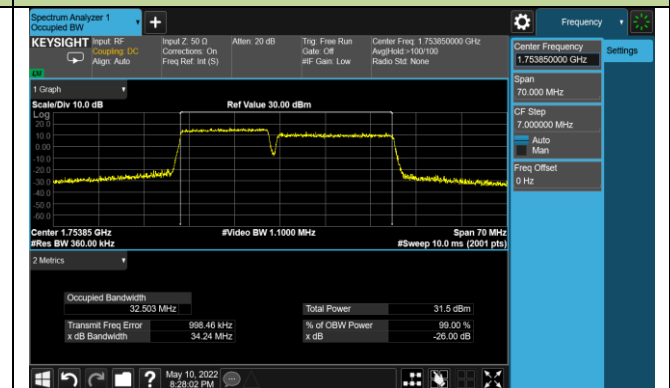 Spectrum Analyzer 1
Occupied BW
+
Frequency
KEYSIGHT
Input: RF
Coupling: DC
Align: Auto
Input Z: 50 Ω
Corrections: On
Freq Ref: Int (S)
Atten: 20 dB
Trig: Free Run
Gate: Off
#IF Gain: Low
Center Freq: 1.753850000 GHz
Avg|Hold:>100/100
Radio Std: None
Center Frequency
1.753850000 GHz
Settings
Span
70.000 MHz
CF Step
7.000000 MHz
Auto
Man
Freq Offset
0 Hz
1 Graph
Scale/Div 10.0 dB
Ref Value 30.00 dBm
Log
20.0
10.0
0.00
-10.0
-20.0
-30.0
-40.0
-50.0
-60.0
Center 1.75385 GHz
#Video BW 1.1000 MHz
Span 70 MHz
#Res BW 360.00 kHz
#Sweep 10.0 ms (2001 pts)
2 Metrics
Occupied Bandwidth
32.503 MHz
Total Power
31.5 dBm
Transmit Freq Error
998.46 kHz
% of OBW Power
99.00 %
x dB Bandwidth
34.24 MHz
x dB
-26.00 dB
?
May 10, 2022
8:28:02 PM